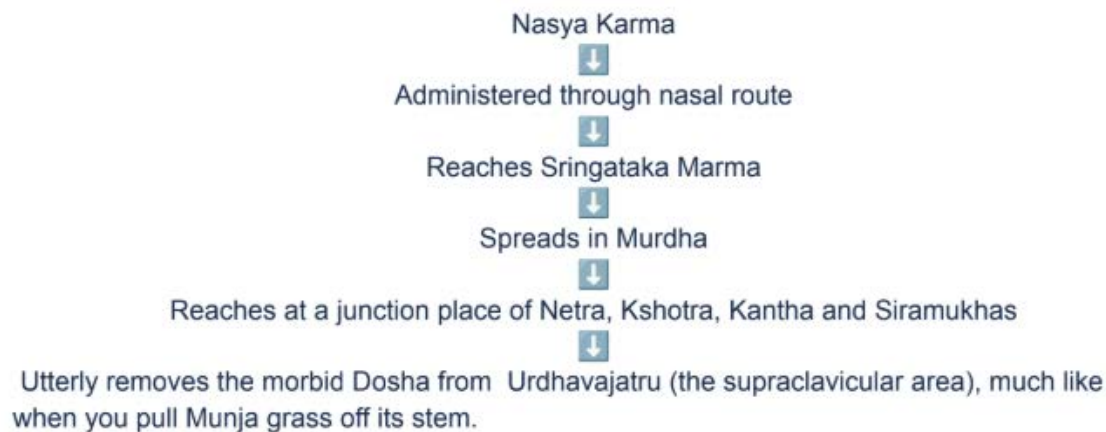 Nasya Karma
⬇
Administered through nasal route
⬇
Reaches Sringataka Marma
⬇
Spreads in Murdha
⬇
Reaches at a junction place of Netra, Kshotra, Kantha and Siramukhas
⬇
Utterly removes the morbid Dosha from Urdhavajatru (the supraclavicular area), much like
when you pull Munja grass off its stem.